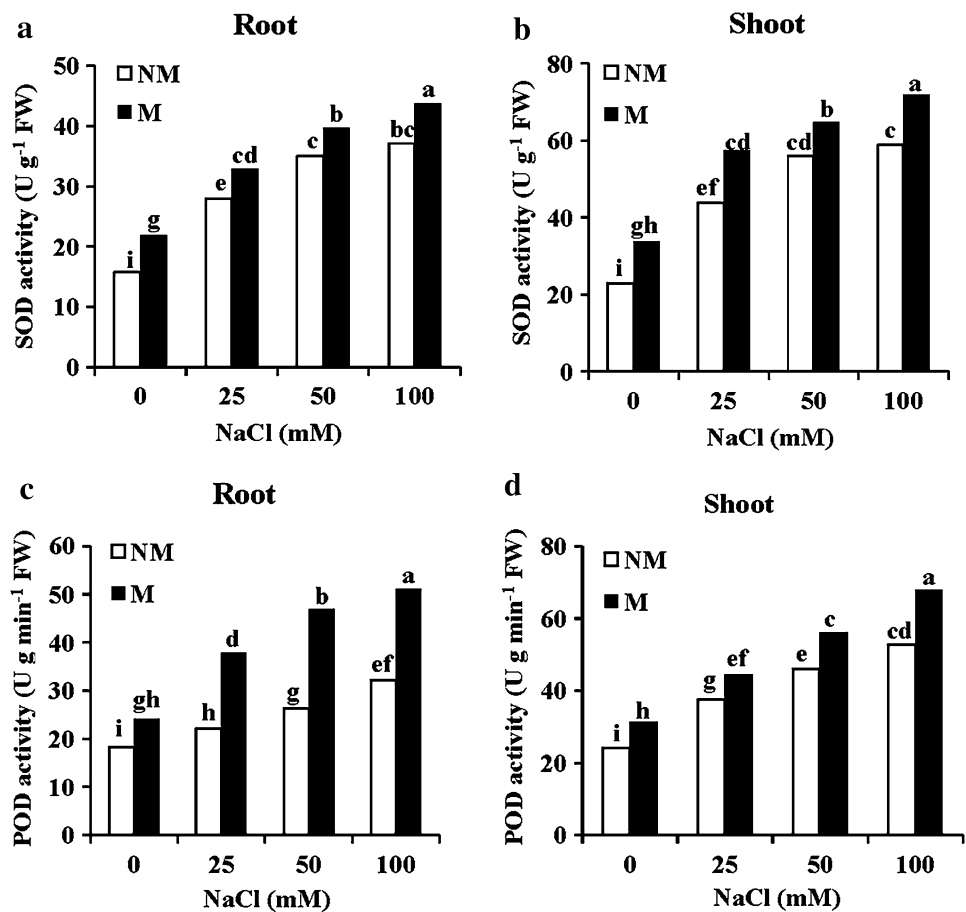 a
Root
SOD activity (U g⁻¹ FW)
50
40
30
20
10
0
NM
M
i
g
e
cd
c
b
bc
a
0 25 50 100
NaCl (mM)
b
Shoot
SOD activity (U g⁻¹ FW)
80
60
40
20
0
NM
M
i
gh
ef
cd
cd
b
c
a
0 25 50 100
NaCl (mM)
c
Root
POD activity (U g min⁻¹ FW)
60
50
40
30
20
10
0
NM
M
i
gh
h
d
g
b
ef
a
0 25 50 100
NaCl (mM)
d
Shoot
POD activity (U g min⁻¹ FW)
80
60
40
20
0
NM
M
i
h
g
ef
e
c
cd
a
0 25 50 100
NaCl (mM)